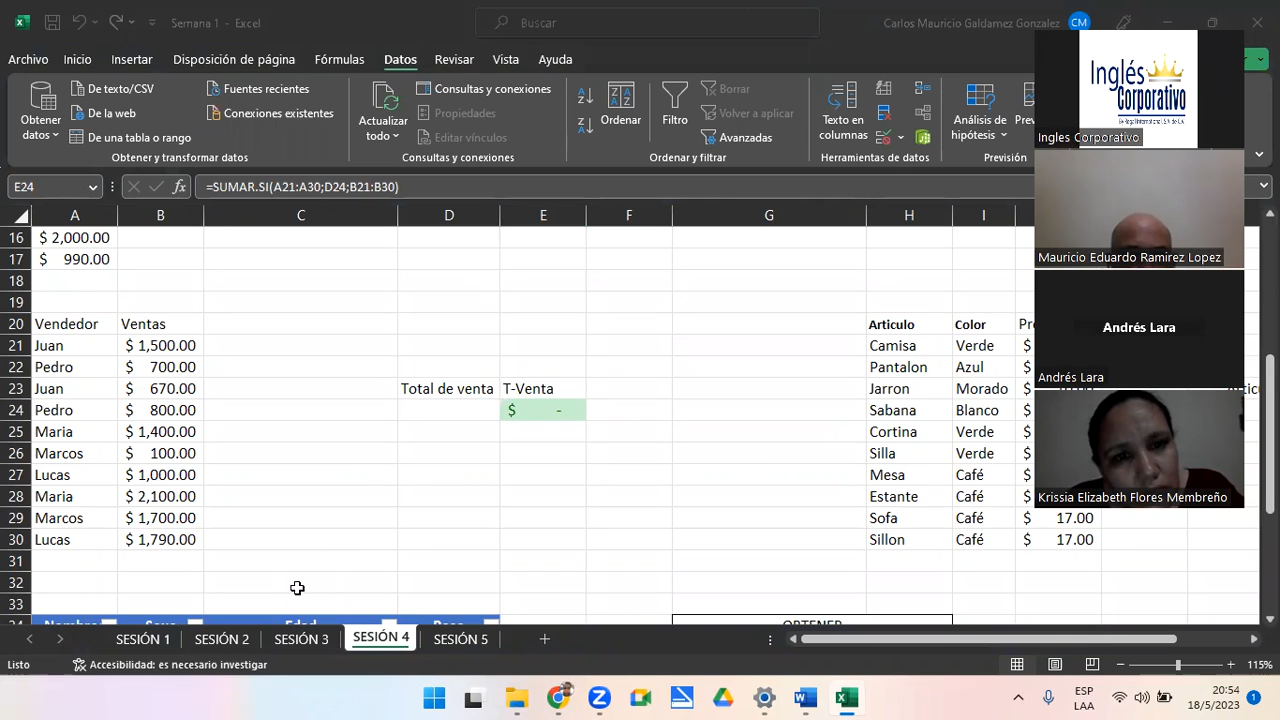 Semana 1 - Excel
Buscar
Carlos Mauricio Galdamez Gonzalez
CM
Archivo
Inicio
Insertar
Disposición de página
Fórmulas
Datos
Revisar
Vista
Ayuda
Obtener datos
De texto/CSV
De la web
De una tabla o rango
Fuentes recientes
Conexiones existentes
Obtener y transformar datos
Actualizar todo
Consultas y conexiones
Propiedades
Editar vínculos
Consultas y conexiones
Ordenar
Filtro
Borrar
Volver a aplicar
Avanzadas
Ordenar y filtrar
Texto en columnas
Herramientas de datos
Análisis de hipótesis
Previsión
Inglés Corporativo
Ingles Corporativo
Mauricio Eduardo Ramirez Lopez
Andrés Lara
Andrés Lara
Krissia Elizabeth Flores Membreño
E24
=SUMAR.SI(A21:A30;D24;B21:B30)
A B C D E F G H I
16 $ 2,000.00
17 $ 990.00
18
19
20 Vendedor Ventas Articulo Color
21 Juan $ 1,500.00 Camisa Verde $
22 Pedro $ 700.00 Pantalon Azul $
23 Juan $ 670.00 Total de venta T-Venta Jarron Morado $
24 Pedro $ 800.00 $ - Sabana Blanco $
25 Maria $ 1,400.00 Cortina Verde $
26 Marcos $ 100.00 Silla Verde $
27 Lucas $ 1,000.00 Mesa Café $
28 Maria $ 2,100.00 Estante Café $
29 Marcos $ 1,700.00 Sofa Café $ 17.00
30 Lucas $ 1,790.00 Sillon Café $ 17.00
31
32
33
Nombre Sexo Edad Peso OBTENER
SESIÓN 1
SESIÓN 2
SESIÓN 3
SESIÓN 4
SESIÓN 5
Listo
Accesibilidad: es necesario investigar
115%
ESP
LAA
20:54
18/5/2023
1